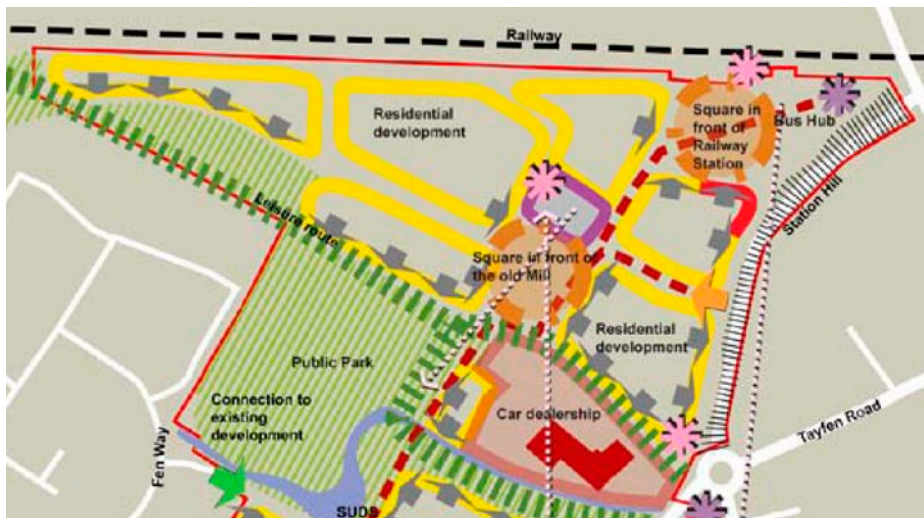 Railway
Square in
front of
Railway
Station
Bus Hub
Residential
development
Station Hill
Leisure route
Square in front of
the old Mill
Residential
development
Public Park
Connection to
existing
development
Car dealership
Tayfen Road
Fen Way
SUDS